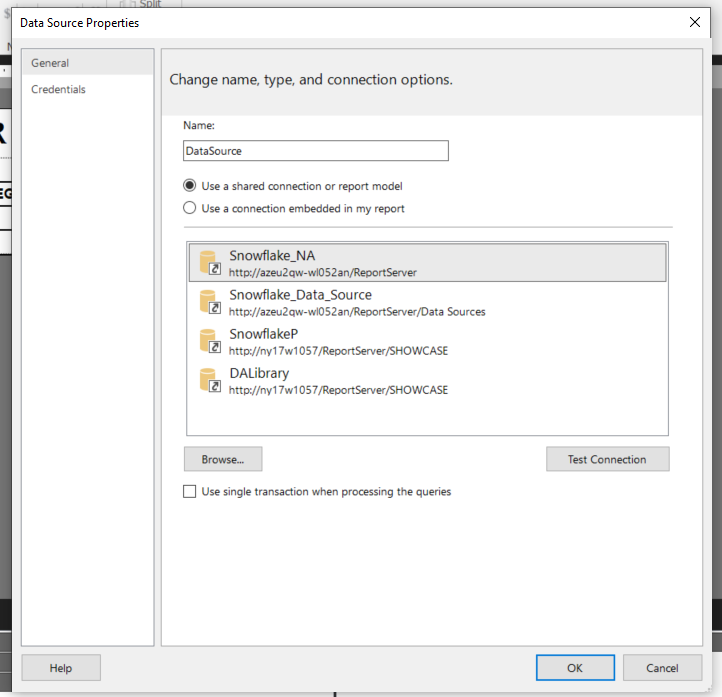 Split
Data Source Properties
General
Credentials
Change name, type, and connection options.
Name:
DataSource
Use a shared connection or report model
Use a connection embedded in my report
Snowflake_NA
http://azeu2qw-wl052an/ReportServer
Snowflake_Data_Source
http://azeu2qw-wl052an/ReportServer/Data Sources
SnowflakeP
http://ny17w1057/ReportServer/SHOWCASE
DALibrary
http://ny17w1057/ReportServer/SHOWCASE
Browse...
Test Connection
Use single transaction when processing the queries
Help
OK
Cancel